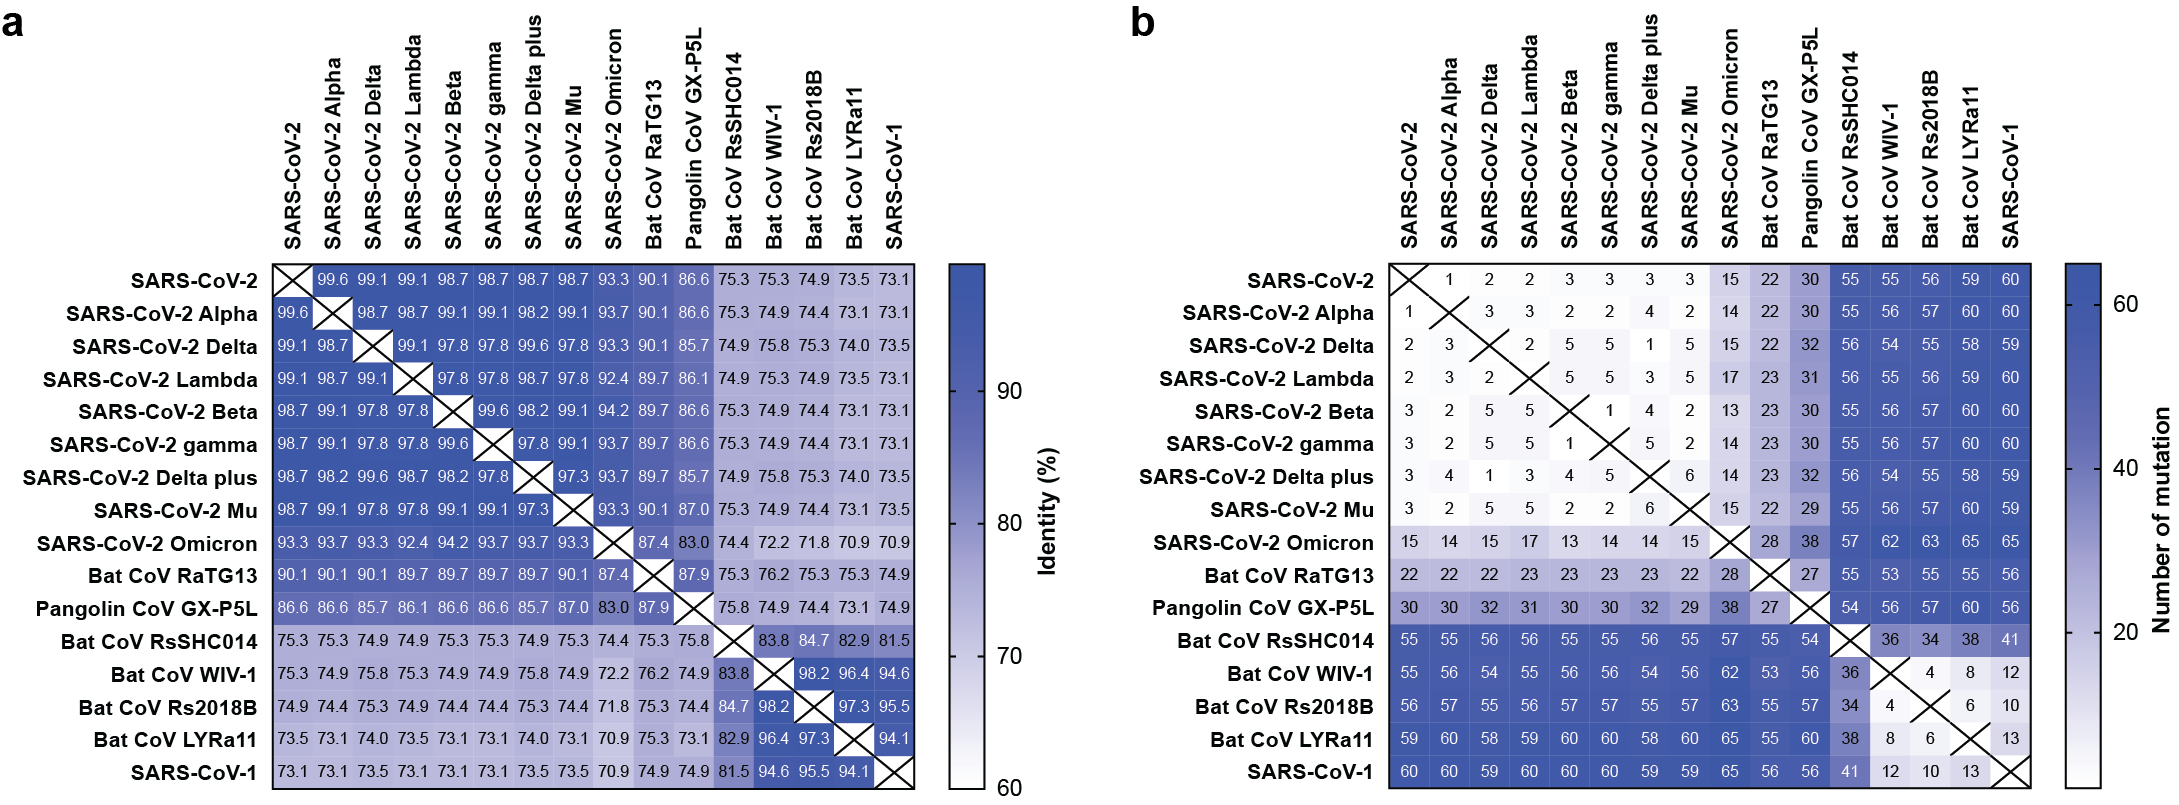 a
SARS-CoV-2
SARS-CoV-2 Alpha
SARS-CoV-2 Delta
SARS-CoV-2 Lambda
SARS-CoV-2 Beta
SARS-CoV-2 gamma
SARS-CoV-2 Delta plus
SARS-CoV-2 Mu
SARS-CoV-2 Omicron
Bat CoV RaTG13
Pangolin CoV GX-P5L
Bat CoV RsSHC014
Bat CoV WIV-1
Bat CoV Rs2018B
Bat CoV LYRa11
SARS-CoV-1
SARS-CoV-2 99.6 99.1 99.1 98.7 98.7 98.7 98.7 93.3 90.1 86.6 75.3 75.3 74.9 73.5 73.1
SARS-CoV-2 Alpha 99.6 98.7 98.7 99.1 99.1 98.2 99.1 93.7 90.1 86.6 75.3 74.9 74.4 73.1 73.1
SARS-CoV-2 Delta 99.1 98.7 99.1 97.8 97.8 99.6 97.8 93.3 90.1 85.7 74.9 75.8 75.3 74.0 73.5
SARS-CoV-2 Lambda 99.1 98.7 99.1 97.8 97.8 98.7 97.8 92.4 89.7 86.1 74.9 75.3 74.9 73.5 73.1
SARS-CoV-2 Beta 98.7 99.1 97.8 97.8 99.6 98.2 99.1 94.2 89.7 86.6 75.3 74.9 74.4 73.1 73.1
SARS-CoV-2 gamma 98.7 99.1 97.8 97.8 99.6 97.8 99.1 93.7 89.7 86.6 75.3 74.9 74.4 73.1 73.1
SARS-CoV-2 Delta plus 98.7 98.2 99.6 98.7 98.2 97.8 97.3 93.7 89.7 85.7 74.9 75.8 75.3 74.0 73.5
SARS-CoV-2 Mu 98.7 99.1 97.8 97.8 99.1 99.1 97.3 93.3 90.1 87.0 75.3 74.9 74.4 73.1 73.5
SARS-CoV-2 Omicron 93.3 93.7 93.3 92.4 94.2 93.7 93.7 93.3 87.4 83.0 74.4 72.2 71.8 70.9 70.9
Bat CoV RaTG13 90.1 90.1 90.1 89.7 89.7 89.7 89.7 90.1 87.4 87.9 75.3 76.2 75.3 75.3 74.9
Pangolin CoV GX-P5L 86.6 86.6 85.7 86.1 86.6 86.6 85.7 87.0 83.0 87.9 75.8 74.9 74.4 73.1 74.9
Bat CoV RsSHC014 75.3 75.3 74.9 74.9 75.3 75.3 74.9 75.3 74.4 75.3 75.8 83.8 84.7 82.9 81.5
Bat CoV WIV-1 75.3 74.9 75.8 75.3 74.9 74.9 75.8 74.9 72.2 76.2 74.9 83.8 98.2 96.4 94.6
Bat CoV Rs2018B 74.9 74.4 75.3 74.9 74.4 74.4 75.3 74.4 71.8 75.3 74.4 84.7 98.2 97.3 95.5
Bat CoV LYRa11 73.5 73.1 74.0 73.5 73.1 73.1 74.0 73.1 70.9 75.3 73.1 82.9 96.4 97.3 94.1
SARS-CoV-1 73.1 73.1 73.5 73.1 73.1 73.1 73.5 73.5 70.9 74.9 74.9 81.5 94.6 95.5 94.1
90
80
70
60
Identity (%)
b
SARS-CoV-2
SARS-CoV-2 Alpha
SARS-CoV-2 Delta
SARS-CoV-2 Lambda
SARS-CoV-2 Beta
SARS-CoV-2 gamma
SARS-CoV-2 Delta plus
SARS-CoV-2 Mu
SARS-CoV-2 Omicron
Bat CoV RaTG13
Pangolin CoV GX-P5L
Bat CoV RsSHC014
Bat CoV WIV-1
Bat CoV Rs2018B
Bat CoV LYRa11
SARS-CoV-1
SARS-CoV-2 1 2 2 3 3 3 3 15 22 30 55 55 56 59 60
SARS-CoV-2 Alpha 1 3 3 2 2 4 2 14 22 30 55 56 57 60 60
SARS-CoV-2 Delta 2 3 2 5 5 1 5 15 22 32 56 54 55 58 59
SARS-CoV-2 Lambda 2 3 2 5 5 3 5 17 23 31 56 55 56 59 60
SARS-CoV-2 Beta 3 2 5 5 1 4 2 13 23 30 55 56 57 60 60
SARS-CoV-2 gamma 3 2 5 5 1 5 2 14 23 30 55 56 57 60 60
SARS-CoV-2 Delta plus 3 4 1 3 4 5 6 14 23 32 56 54 55 58 59
SARS-CoV-2 Mu 3 2 5 5 2 2 6 15 22 29 55 56 57 60 59
SARS-CoV-2 Omicron 15 14 15 17 13 14 14 15 28 38 57 62 63 65 65
Bat CoV RaTG13 22 22 22 23 23 23 23 22 28 27 55 53 55 55 56
Pangolin CoV GX-P5L 30 30 32 31 30 30 32 29 38 27 54 56 57 60 56
Bat CoV RsSHC014 55 55 56 56 55 55 56 55 57 55 54 36 34 38 41
Bat CoV WIV-1 55 56 54 55 56 56 54 56 62 53 56 36 4 8 12
Bat CoV Rs2018B 56 57 55 56 57 57 55 57 63 55 57 34 4 6 10
Bat CoV LYRa11 59 60 58 59 60 60 58 60 65 55 60 38 8 6 13
SARS-CoV-1 60 60 59 60 60 60 59 59 65 56 56 41 12 10 13
60
40
20
Number of mutation